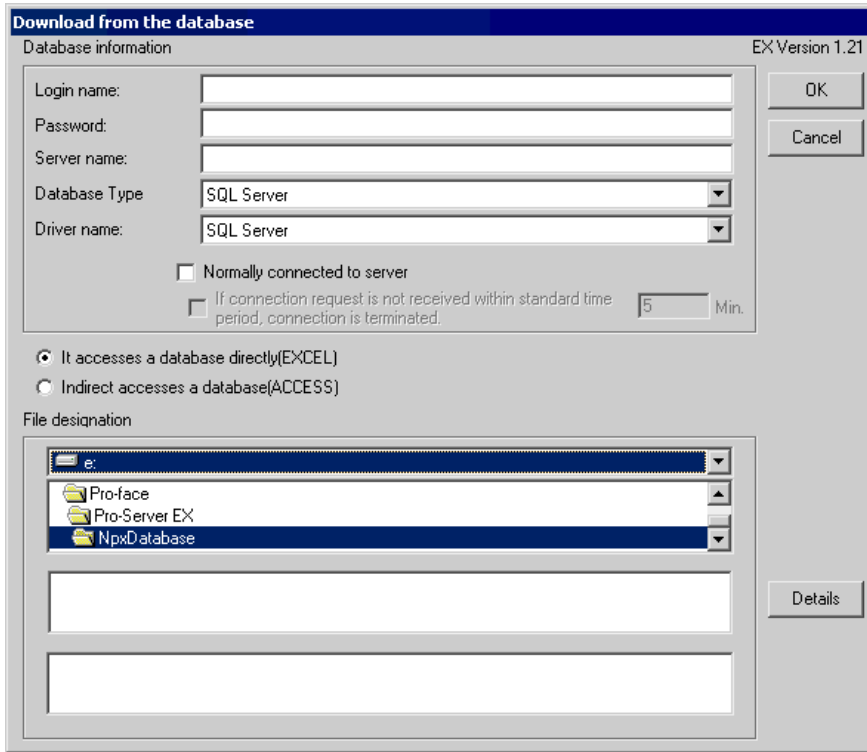 Download from the database
Database information
EX Version 1.21
Login name:
OK
Password:
Cancel
Server name:
Database Type
SQL Server
Driver name:
SQL Server
Normally connected to server
If connection request is not received within standard time
period, connection is terminated.
5
Min.
It accesses a database directly(EXCEL)
Indirect accesses a database(ACCESS)
File designation
e:
Pro-face
Pro-Server EX
NpxDatabase
Details